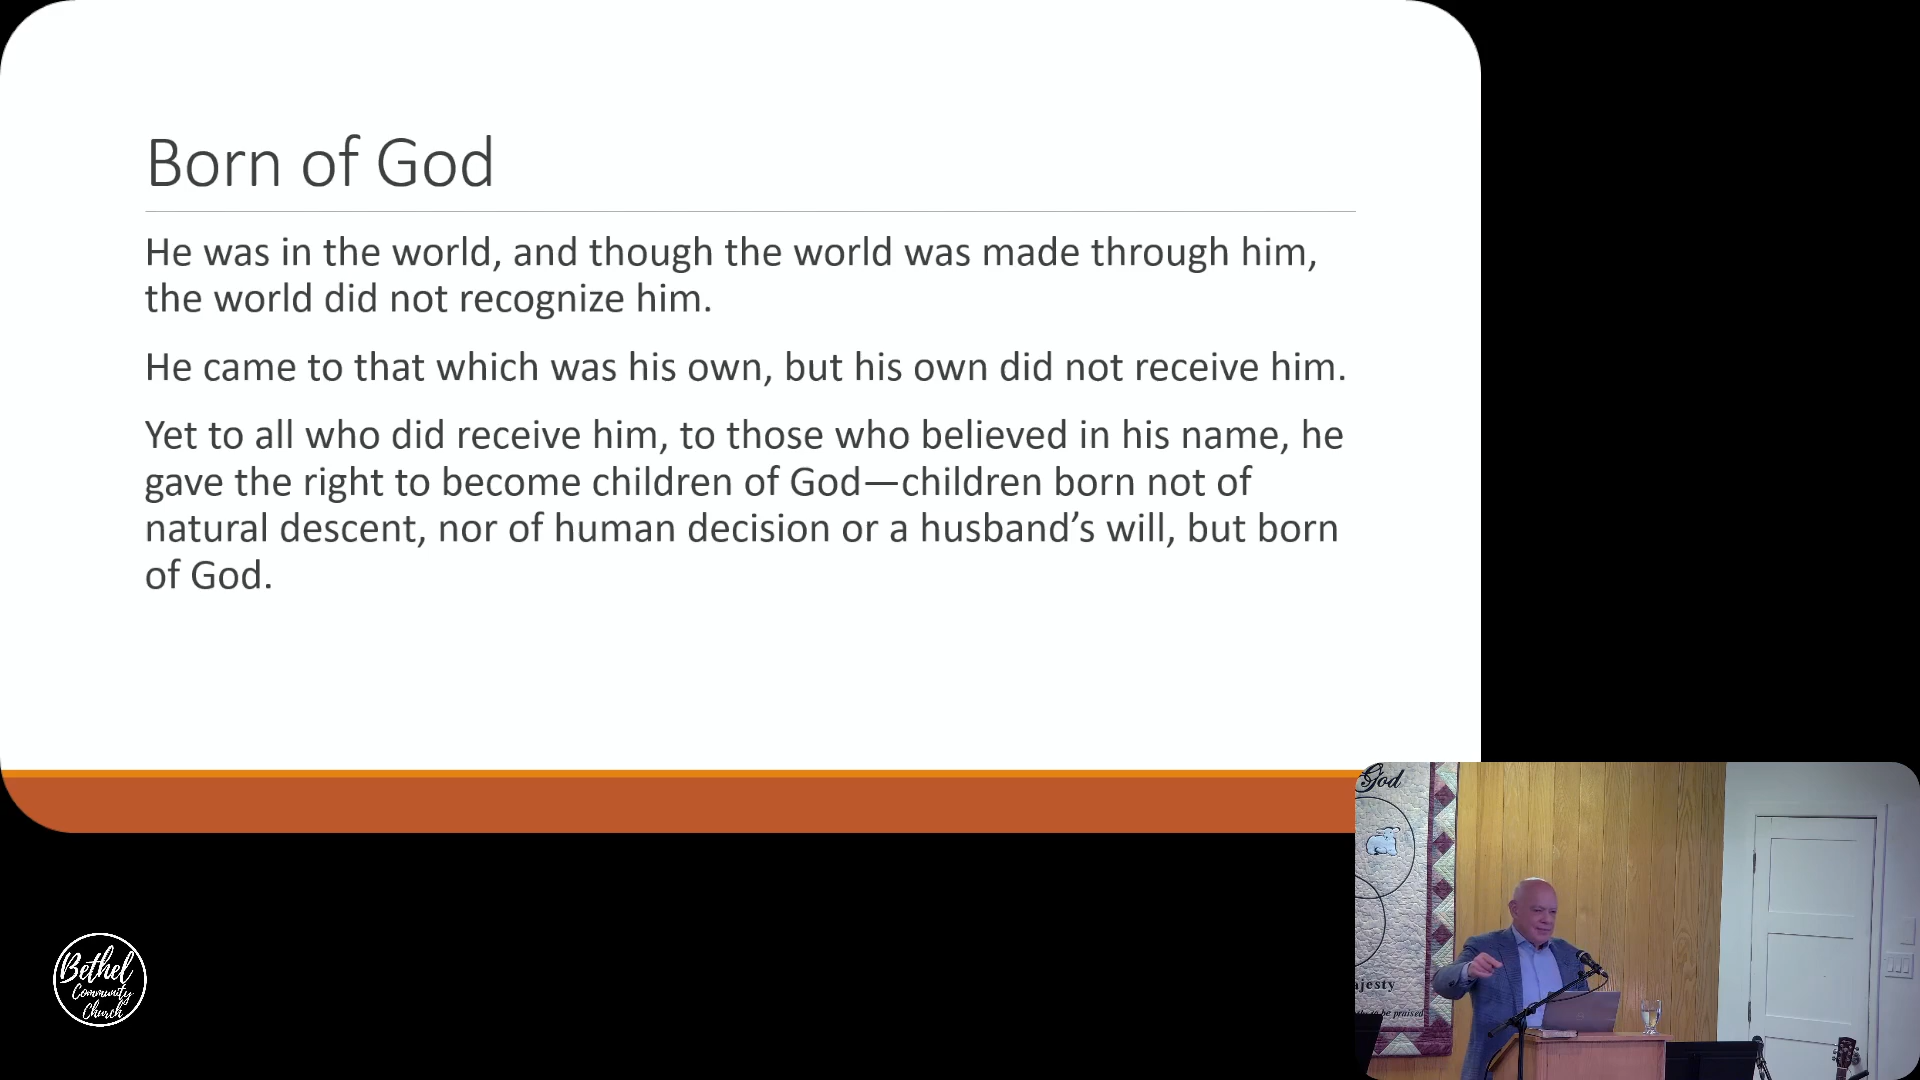 Born of God
He was in the world, and though the world was made through him,
the world did not recognize him.
He came to that which was his own, but his own did not receive him.
Yet to all who did receive him, to those who believed in his name, he
gave the right to become children of God—children born not of
natural descent, nor of human decision or a husband’s will, but born
of God.
God
ajesty
to be praised
Bethel
Community
Church